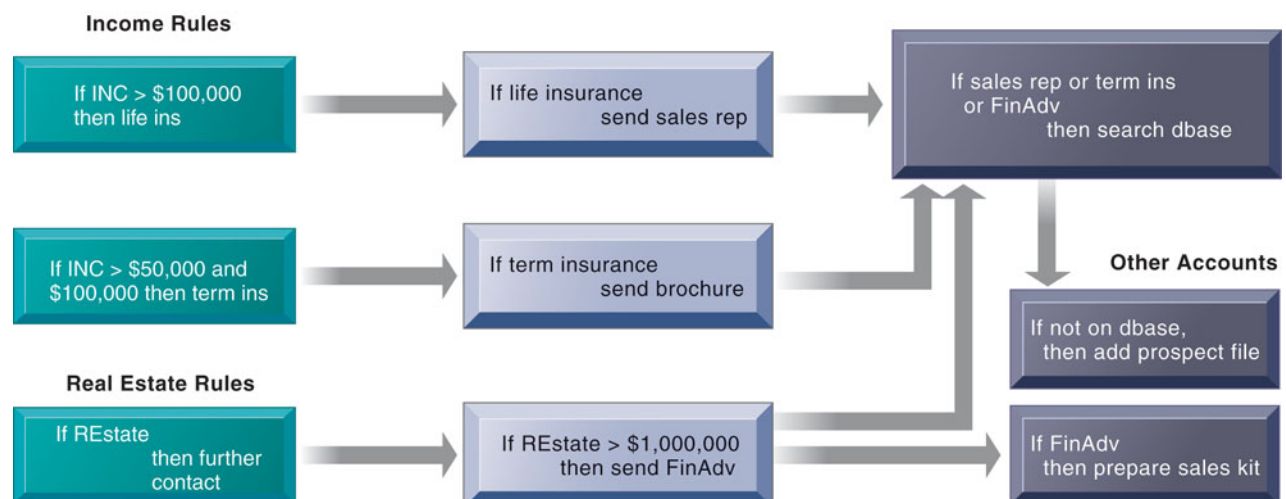 Income Rules
If INC > $100,000
then life ins
If life insurance
send sales rep
If sales rep or term ins
or FinAdv
then search dbase
If INC > $50,000 and
$100,000 then term ins
If term insurance
send brochure
Other Accounts
If not on dbase,
then add prospect file
Real Estate Rules
If REstate
then further
contact
If REstate > $1,000,000
then send FinAdv
If FinAdv
then prepare sales kit